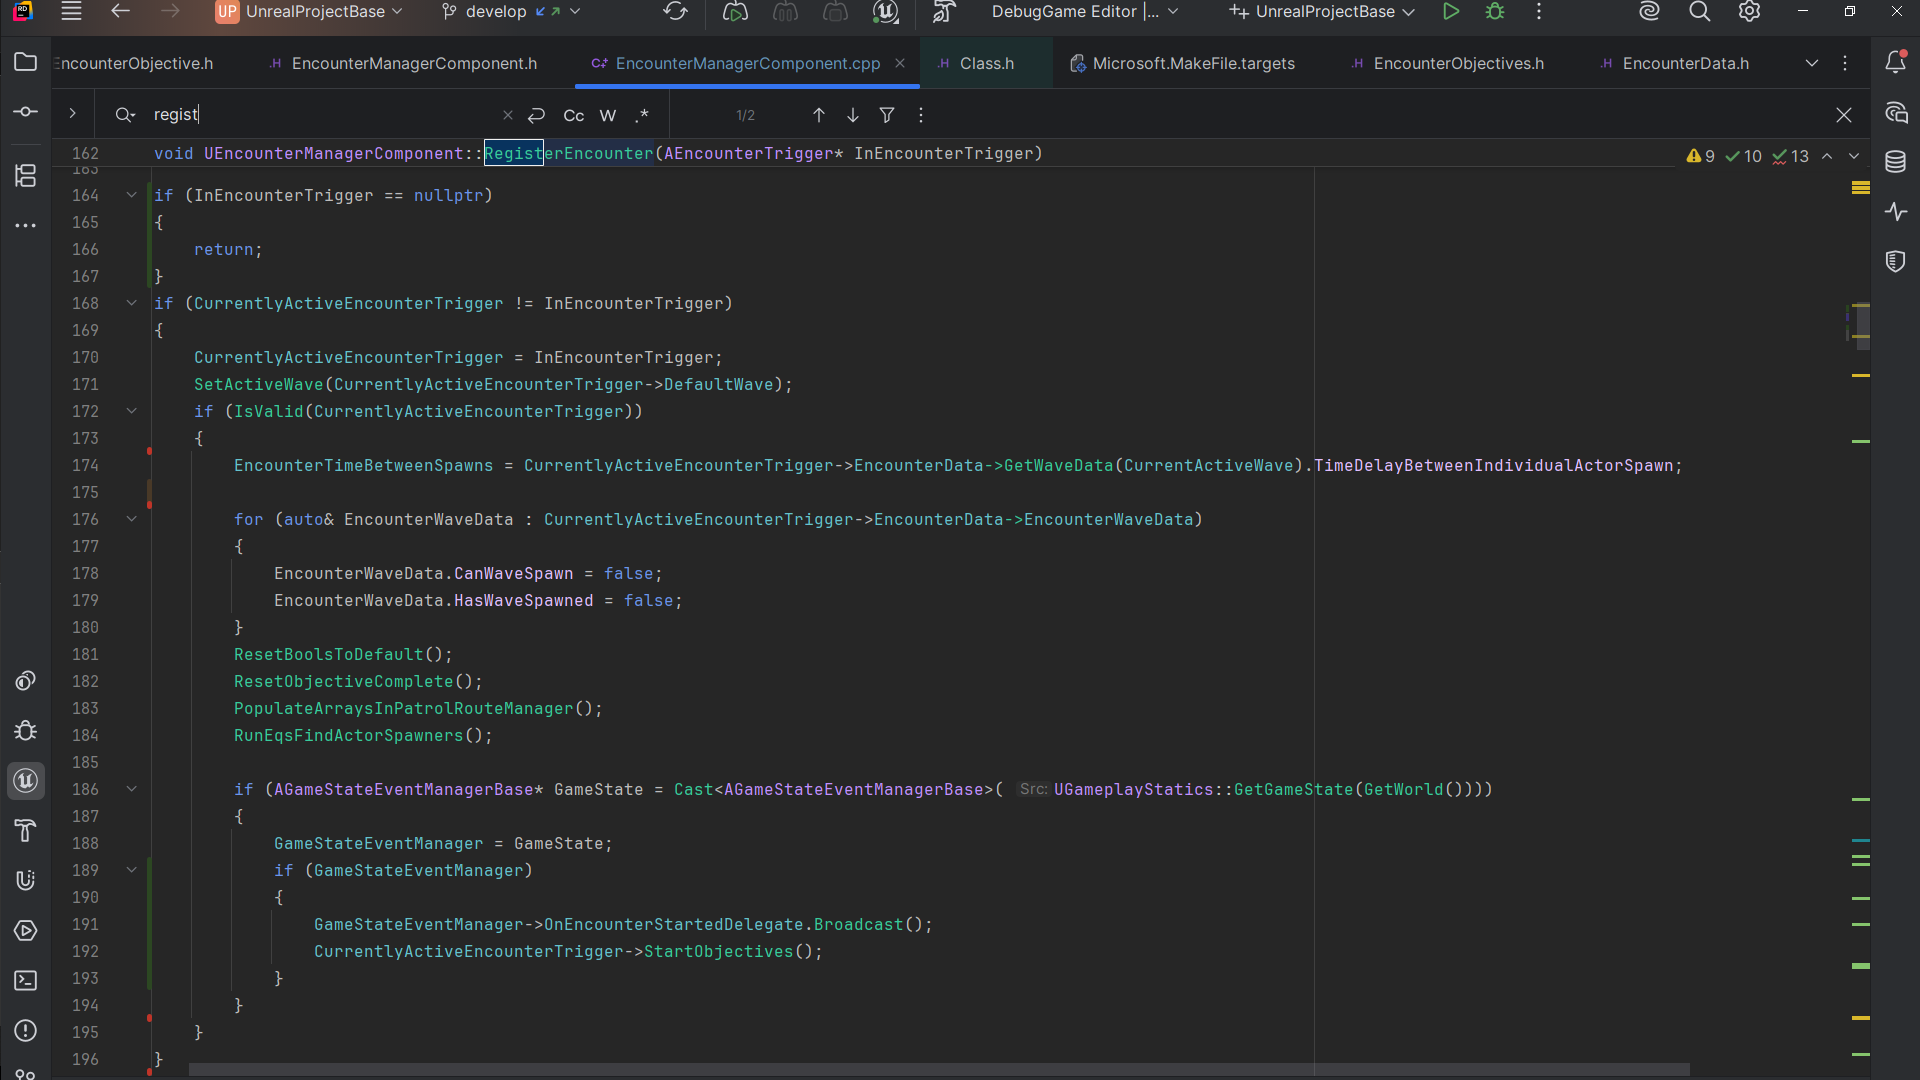 UP UnrealProjectBase develop DebugGame Editor |... UnrealProjectBase
EncounterObjective.h .H EncounterManagerComponent.h C+ EncounterManagerComponent.cpp .H Class.h Microsoft.MakeFile.targets .H EncounterObjectives.h .H EncounterData.h
regist Cc W .* 1/2
162 void UEncounterManagerComponent::RegisterEncounter(AEncounterTrigger* InEncounterTrigger) 9 10 13
163
164 if (InEncounterTrigger == nullptr)
165 {
166 return;
167 }
168 if (CurrentlyActiveEncounterTrigger != InEncounterTrigger)
169 {
170 CurrentlyActiveEncounterTrigger = InEncounterTrigger;
171 SetActiveWave(CurrentlyActiveEncounterTrigger->DefaultWave);
172 if (IsValid(CurrentlyActiveEncounterTrigger))
173 {
174 EncounterTimeBetweenSpawns = CurrentlyActiveEncounterTrigger->EncounterData->GetWaveData(CurrentActiveWave).TimeDelayBetweenIndividualActorSpawn;
175
176 for (auto& EncounterWaveData : CurrentlyActiveEncounterTrigger->EncounterData->EncounterWaveData)
177 {
178 EncounterWaveData.CanWaveSpawn = false;
179 EncounterWaveData.HasWaveSpawned = false;
180 }
181 ResetBoolsToDefault();
182 ResetObjectiveComplete();
183 PopulateArraysInPatrolRouteManager();
184 RunEqsFindActorSpawners();
185
186 if (AGameStateEventManagerBase* GameState = Cast<AGameStateEventManagerBase>( Src: UGameplayStatics::GetGameState(GetWorld())))
187 {
188 GameStateEventManager = GameState;
189 if (GameStateEventManager)
190 {
191 GameStateEventManager->OnEncounterStartedDelegate.Broadcast();
192 CurrentlyActiveEncounterTrigger->StartObjectives();
193 }
194 }
195 }
196 }